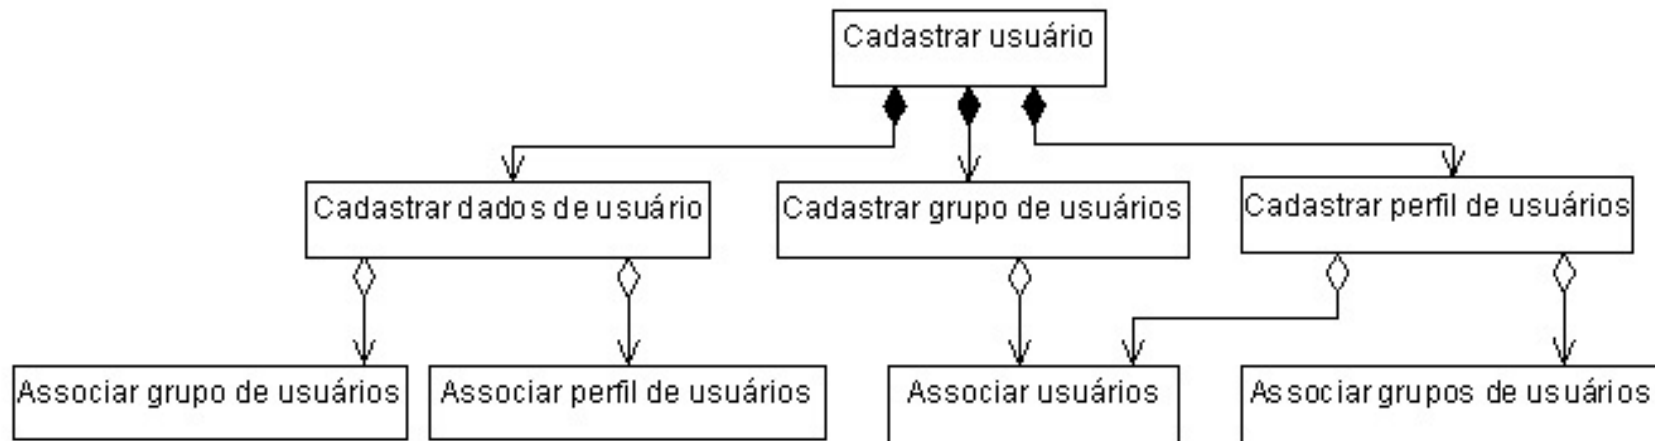 Cadastrar usuário
Cadastrar dados de usuário
Cadastrar grupo de usuários
Cadastrar perfil de usuários
Associar grupo de usuários
Associar perfil de usuários
Associar usuários
Associar grupos de usuários